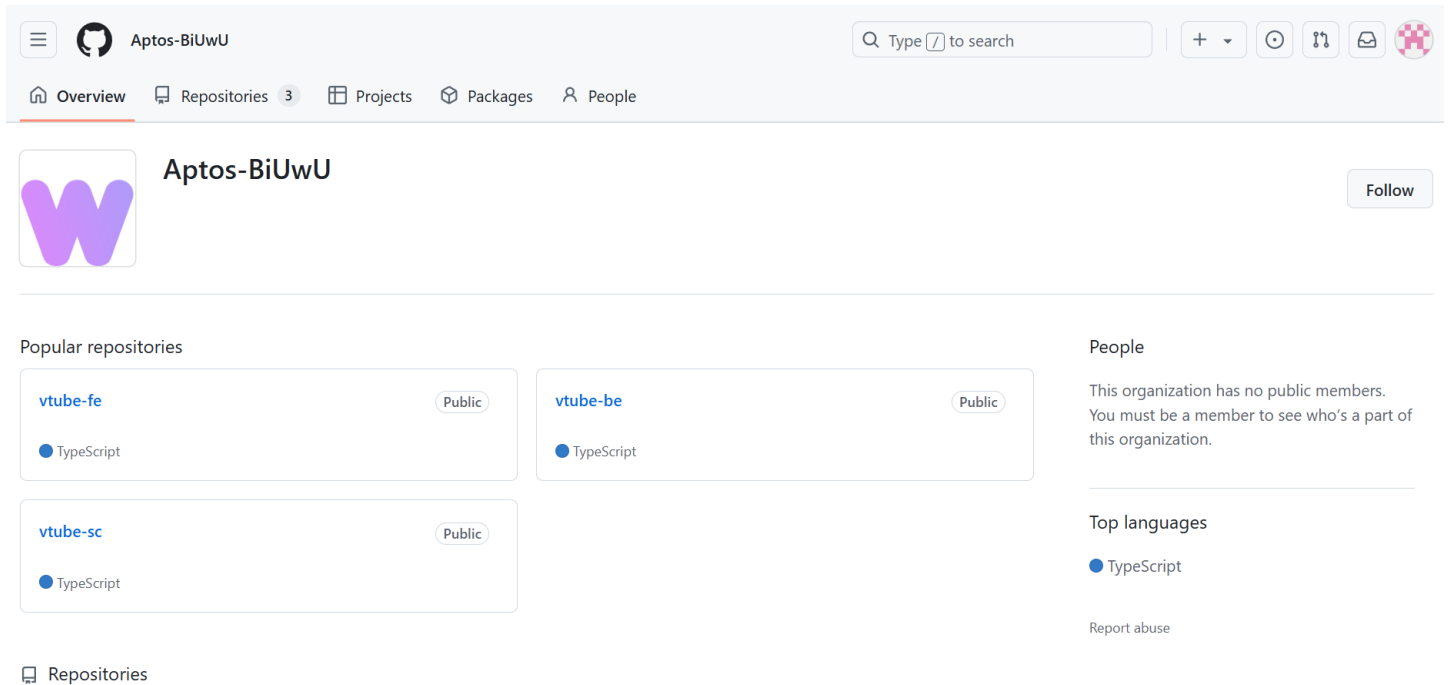 Aptos-BiUwU
Type / to search
Overview
Repositories 3
Projects
Packages
People
Aptos-BiUwU
Follow
Popular repositories
vtube-fe
Public
TypeScript
vtube-be
Public
TypeScript
vtube-sc
Public
TypeScript
People
This organization has no public members.
You must be a member to see who's a part of
this organization.
Top languages
TypeScript
Report abuse
Repositories